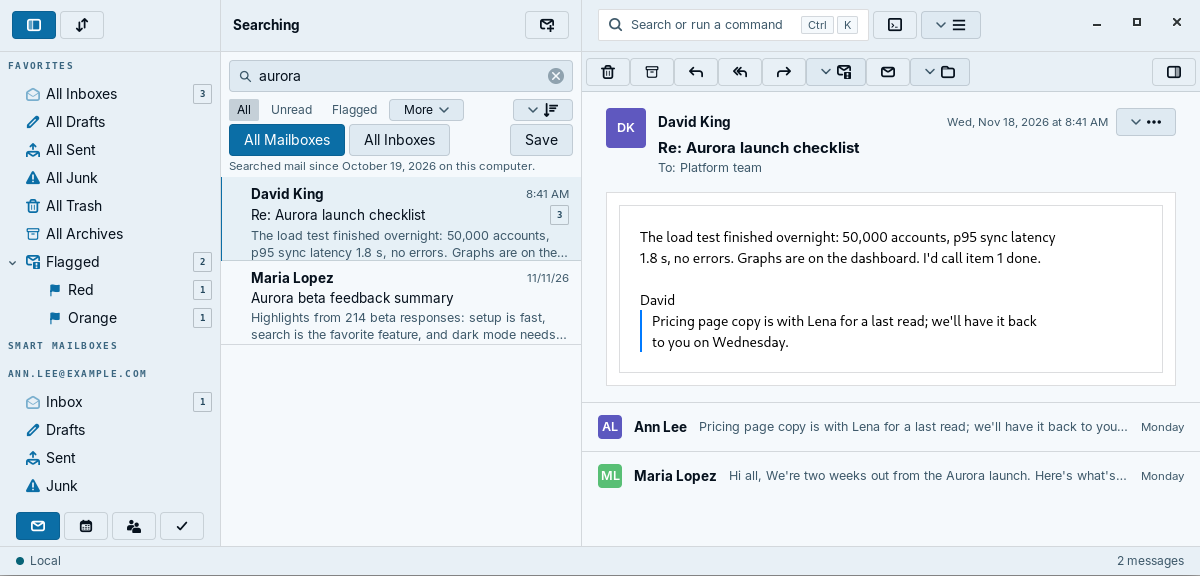 Searching
Search or run a command
Ctrl
K
FAVORITES
All Inboxes
3
All Drafts
All Sent
All Junk
All Trash
All Archives
Flagged
2
Red
1
Orange
1
SMART MAILBOXES
ANN.LEE@EXAMPLE.COM
Inbox
1
Drafts
Sent
Junk
aurora
All
Unread
Flagged
More
All Mailboxes
All Inboxes
Save
Searched mail since October 19, 2026 on this computer.
David King
8:41 AM
Re: Aurora launch checklist
3
The load test finished overnight: 50,000 accounts,
p95 sync latency 1.8 s, no errors. Graphs are on the...
Maria Lopez
11/11/26
Aurora beta feedback summary
Highlights from 214 beta responses: setup is fast,
search is the favorite feature, and dark mode needs...
DK
David King
Wed, Nov 18, 2026 at 8:41 AM
Re: Aurora launch checklist
To: Platform team
The load test finished overnight: 50,000 accounts, p95 sync latency
1.8 s, no errors. Graphs are on the dashboard. I'd call item 1 done.
David
Pricing page copy is with Lena for a last read; we'll have it back
to you on Wednesday.
AL
Ann Lee
Pricing page copy is with Lena for a last read; we'll have it back to you...
Monday
ML
Maria Lopez
Hi all, We're two weeks out from the Aurora launch. Here's what's...
Monday
Local
2 messages